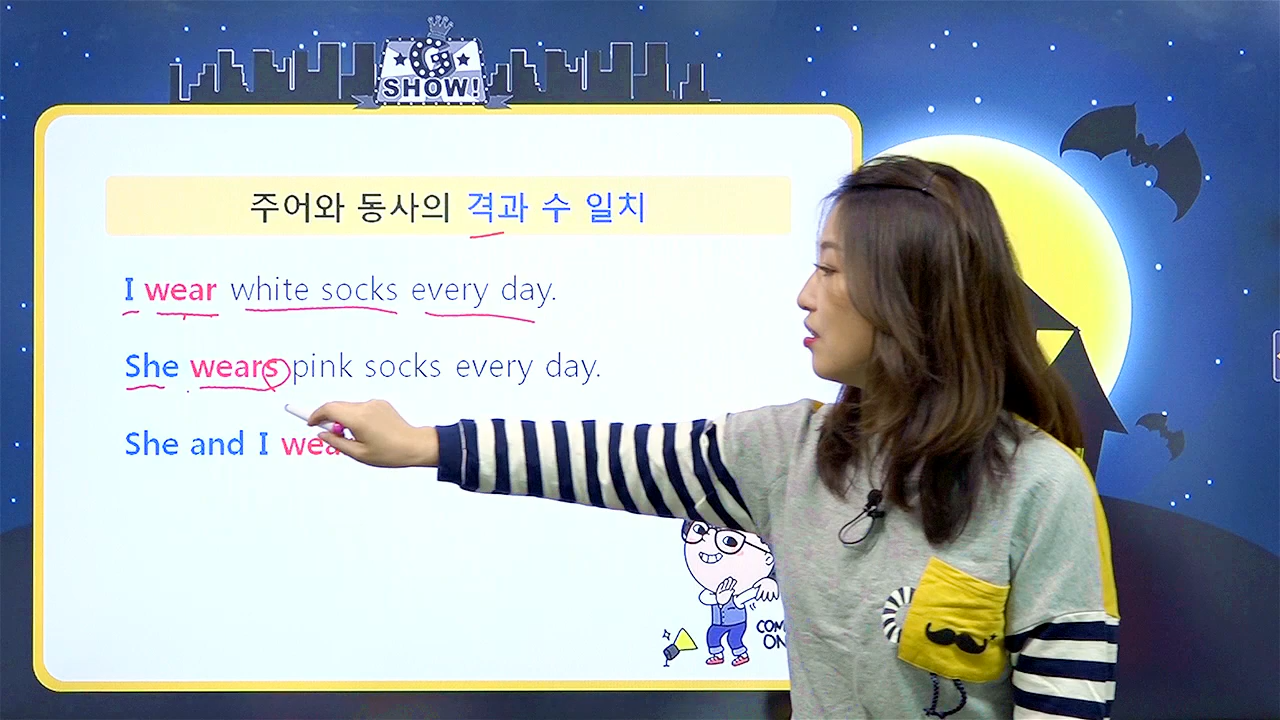 G
SHOW!
주어와 동사의 격과 수 일치
I wear white socks every day.
She wears pink socks every day.
She and I
ON